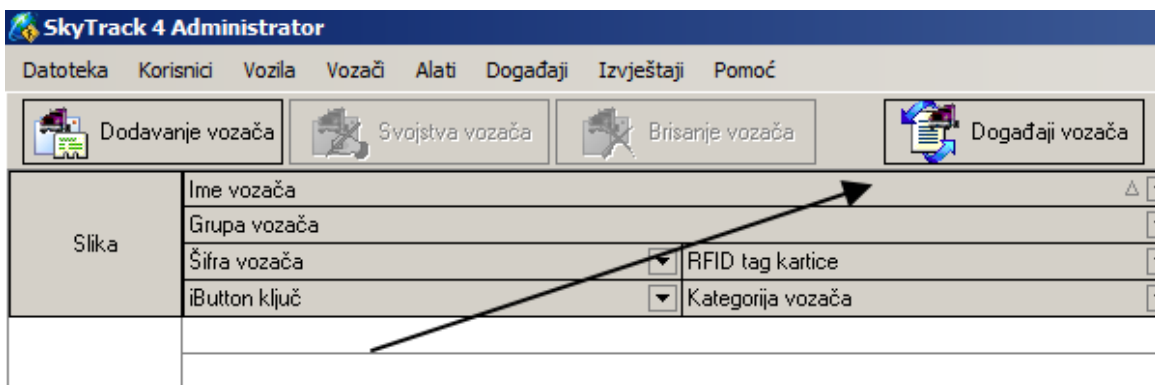 SkyTrack 4 Administrator
Datoteka Korisnici Vozila Vozači Alati Događaji Izvještaji Pomoć
Dodavanje vozača Svojstva vozača Brisanje vozača Događaji vozača
Slika
Ime vozača
Grupa vozača
Šifra vozača RFID tag kartice
iButton ključ Kategorija vozača